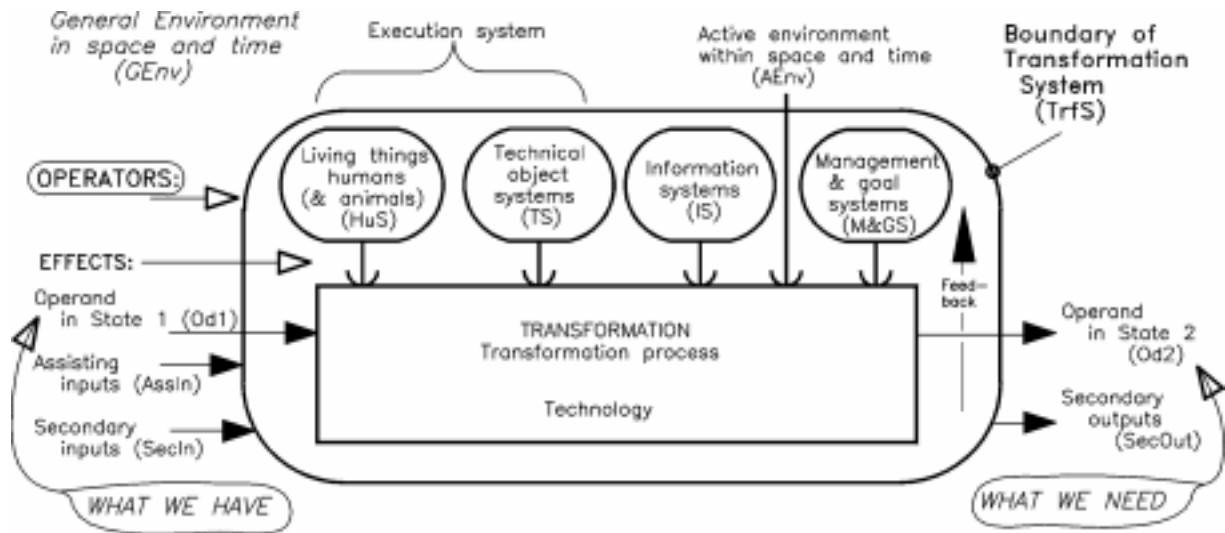 General Environment
in space and time
(GEnv)
Execution system
Active environment
within space and time
(AEnv)
Boundary of
Transformation
System
(TrfS)
OPERATORS:
Living things
humans
(& animals)
(HuS)
Technical
object
systems
(TS)
Information
systems
(IS)
Management
& goal
systems
(M&GS)
EFFECTS:
Feed-
back
Operand
in State 1 (Od1)
Assisting
inputs (AssIn)
Secondary
inputs (SecIn)
TRANSFORMATION
Transformation process
Technology
Operand
in State 2
(Od2)
Secondary
outputs
(SecOut)
WHAT WE HAVE
WHAT WE NEED